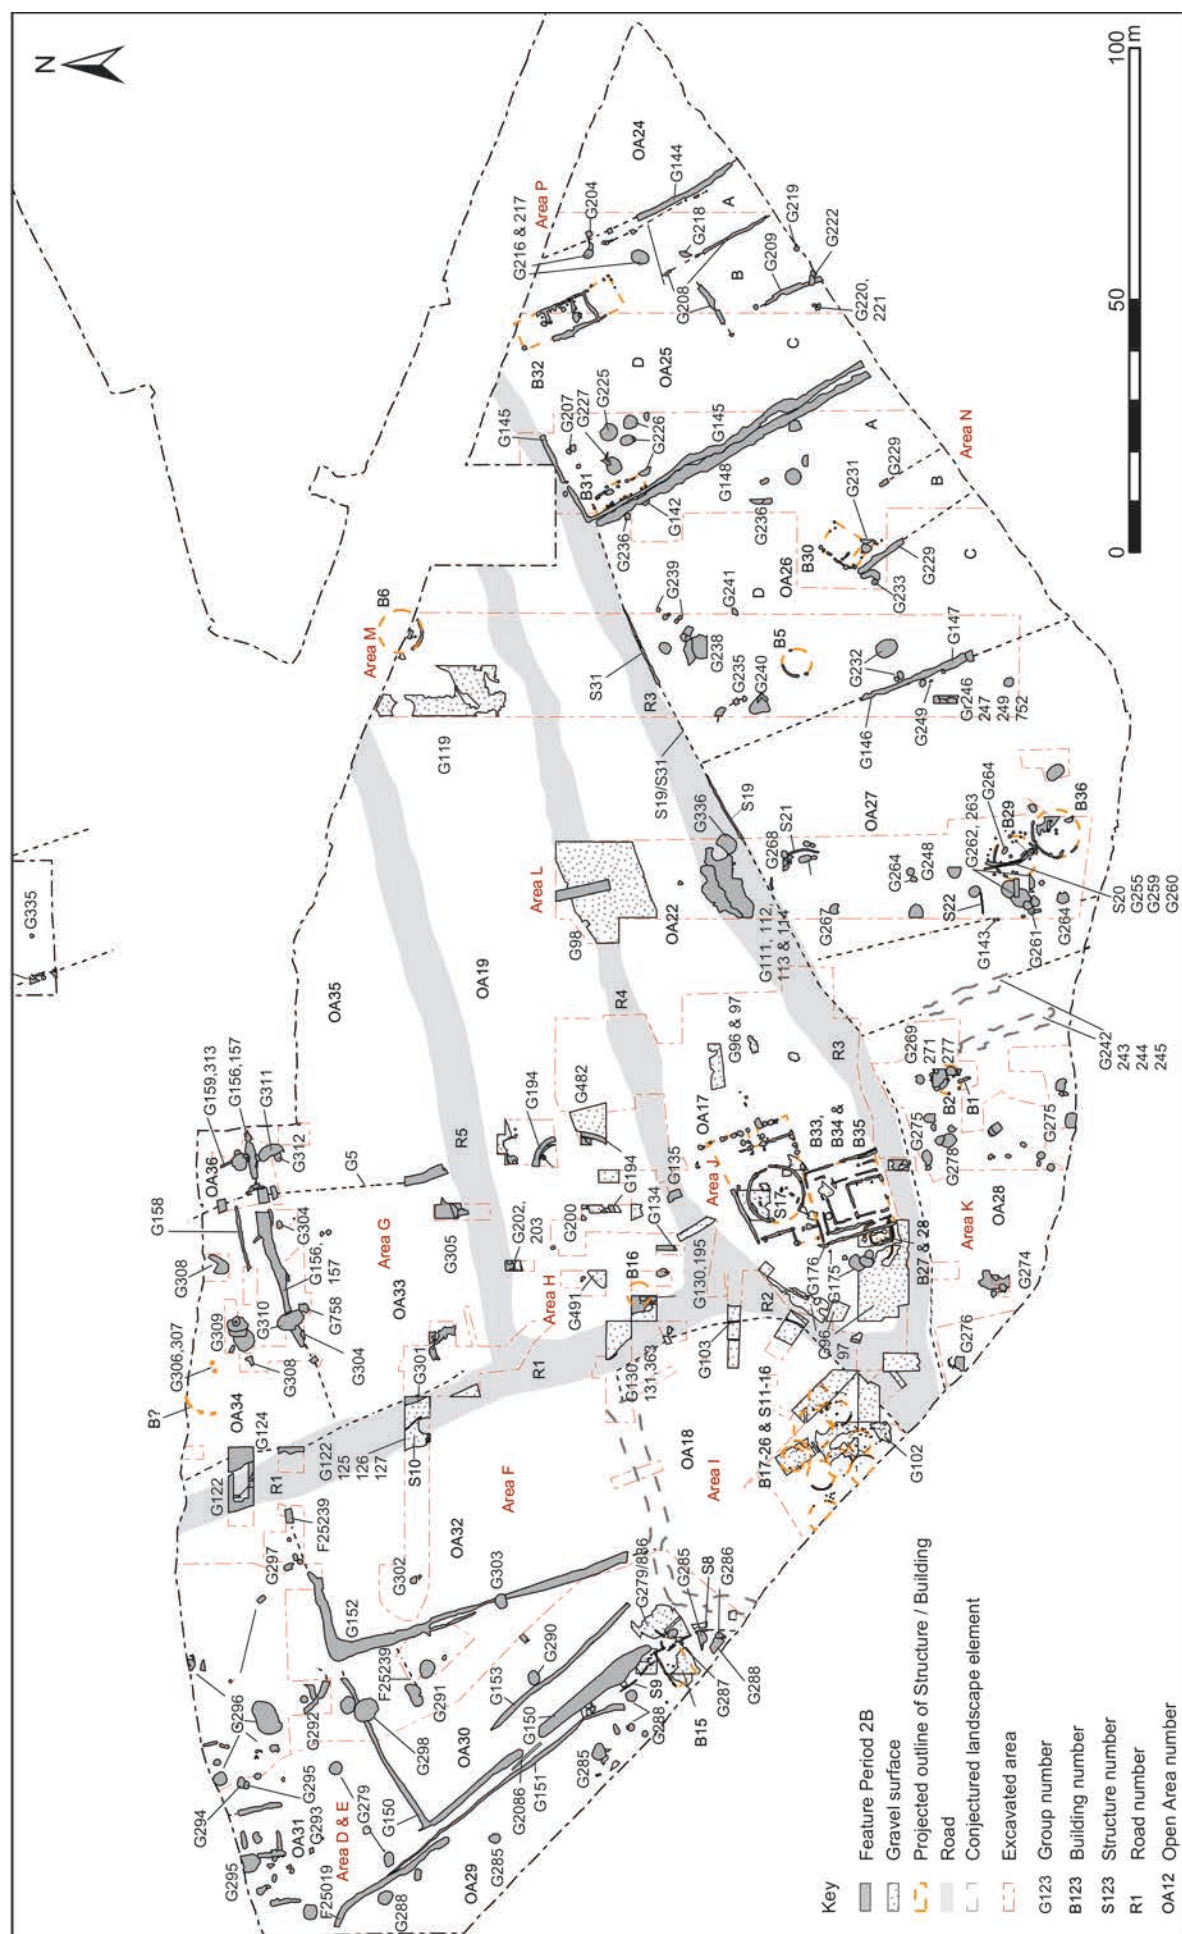 N
0
50
100
m
Area P
OA24
G144
G216 & 217
G204
A
G218
G219
G222
G209
B
G208
G220,
221
B32
C
D
OA25
G145
G207
G227
G225
G226
B31
G145
G148
G142
G236
G236
A
G229
Area N
B
G231
B30
OA26
D
G229
G233
C
G239
G241
B6
Area M
G238
B5
G232
G147
G235
G240
S31
R3
G119
G146
G249
Gr246
247
249
752
S19/S31
S19
G336
OA27
G264
G262, 263
B29
B36
S21
G268
G264
G248
S22
G267
G143
G261
G264
S20
G255
G259
G260
Area L
G98
OA22
G111, 112,
113 & 114
G335
OA35
OA19
R4
G96 & 97
R3
G242
243
244
245
G269
271
277
B2
B1
G275
G278
G275
OA17
G482
G194
B33,
B34 &
B35
R5
G159,313
G156,157
G311
G312
OA36
G5
G158
G304
G156,
157
Area G
G305
G202,
203
G200
G194
G134
G135
Area J
S17
Area K
OA28
G274
G276
G308
G309
G310
G758
G304
G308
G306,307
OA33
Area H
G491
B16
G130,195
G176
G175
B27 & 28
R2
G103
G96
97
G301
R1
G130
131,363
B?
OA34
G124
G122
125
126
127
G122
R1
S10
Area F
OA18
Area I
B17-26 & S11-16
G102
F25239
G297
G302
OA32
G303
G152
G279/886
G285
S8
G286
G296
G292
F25239
G291
G290
G153
G150
S9
G288
B15
G287
G288
G298
OA30
G294
G295
G279
G150
G2086
G151
G285
G295
OA31
G293
Area D & E
F25019
G288
OA29
G285
Key
Feature Period 2B
Gravel surface
Projected outline of Structure / Building
Road
Conjectured landscape element
Excavated area
G123 Group number
B123 Building number
S123 Structure number
R1 Road number
OA12 Open Area number